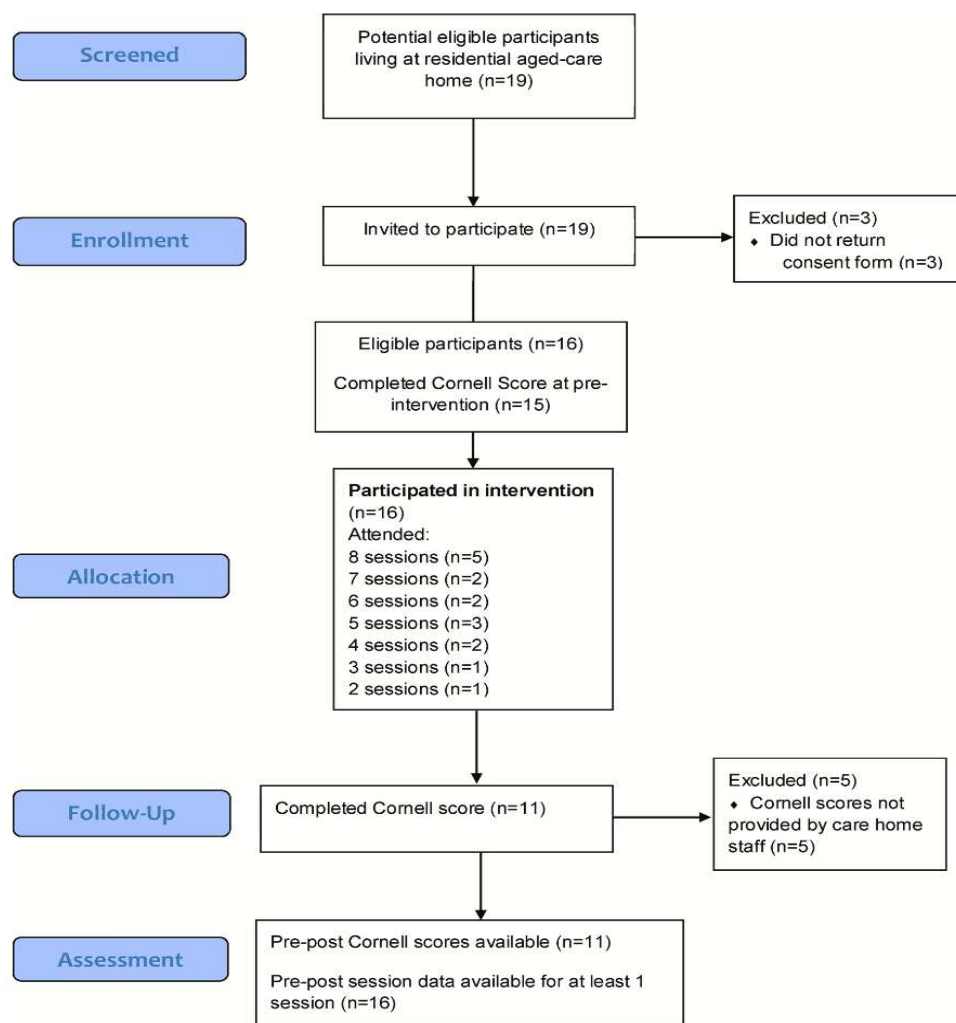 Screened
Potential eligible participants
living at residential aged-care
home (n=19)
Enrollment
Invited to participate (n=19)
Excluded (n=3)
♦ Did not return
consent form (n=3)
Eligible participants (n=16)
Completed Cornell Score at pre-
intervention (n=15)
Allocation
Participated in intervention
(n=16)
Attended:
8 sessions (n=5)
7 sessions (n=2)
6 sessions (n=2)
5 sessions (n=3)
4 sessions (n=2)
3 sessions (n=1)
2 sessions (n=1)
Follow-Up
Completed Cornell score (n=11)
Excluded (n=5)
♦ Cornell scores not
provided by care home
staff (n=5)
Assessment
Pre-post Cornell scores available (n=11)
Pre-post session data available for at least 1
session (n=16)